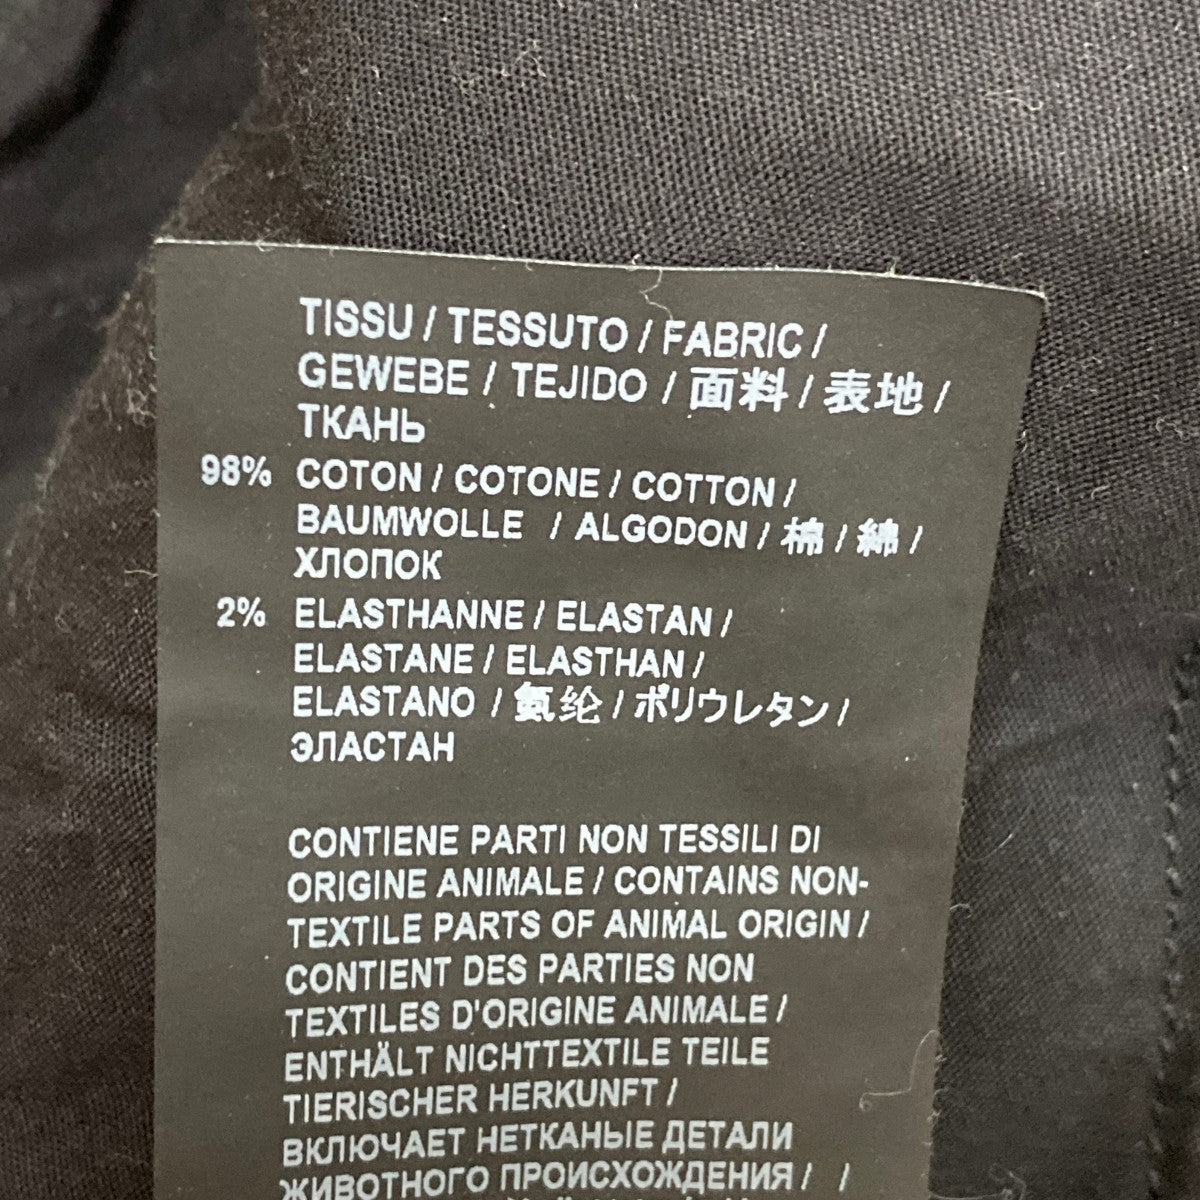 TISSU / TESSUTO / FABRIC /
GEWEBE / TEJIDO / 面料 / 表地 /
ТКАНЬ
98% COTON / COTONE / COTTON /
BAUMWOLLE / ALGODON / 棉 / 綿 /
ХЛОПОК
2% ELASTHANNE / ELASTAN /
ELASTANE / ELASTHAN /
ELASTANO / 氨纶 / ポリウレタン /
ЭЛАСТАН
CONTIENE PARTI NON TESSILI DI
ORIGINE ANIMALE / CONTAINS NON-
TEXTILE PARTS OF ANIMAL ORIGIN /
CONTIENT DES PARTIES NON
TEXTILES D'ORIGINE ANIMALE /
ENTHÄLT NICHTTEXTILE TEILE
TIERISCHER HERKUNFT /
ВКЛЮЧАЕТ НЕТКАНЫЕ ДЕТАЛИ
ЖИВОТНОГО ПРОИСХОЖДЕНИЯ / /